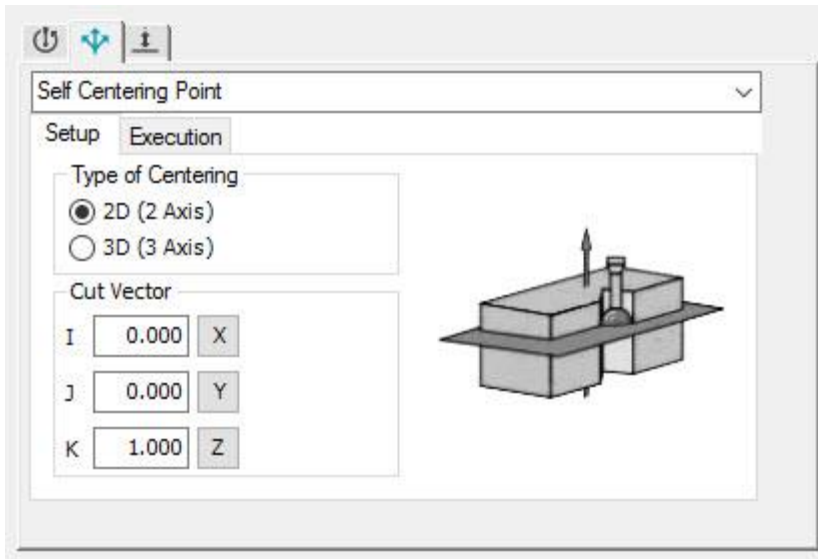 Self Centering Point
Setup Execution
Type of Centering
2D (2 Axis)
3D (3 Axis)
Cut Vector
I 0.000 X
J 0.000 Y
K 1.000 Z